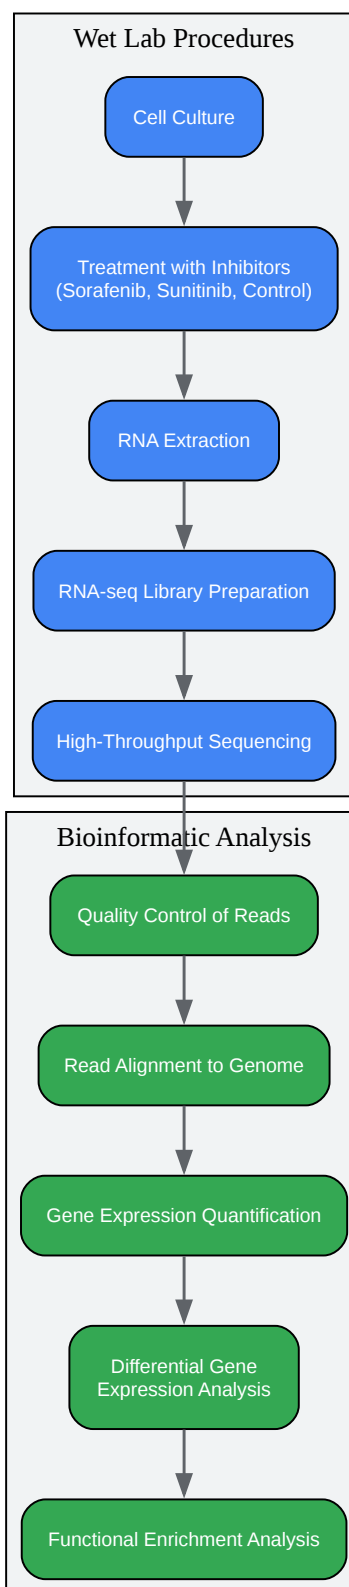 Wet Lab Procedures
Cell Culture
Treatment with Inhibitors
(Sorafenib, Sunitinib, Control)
RNA Extraction
RNA-seq Library Preparation
High-Throughput Sequencing
Bioinformatic Analysis
Quality Control of Reads
Read Alignment to Genome
Gene Expression Quantification
Differential Gene
Expression Analysis
Functional Enrichment Analysis